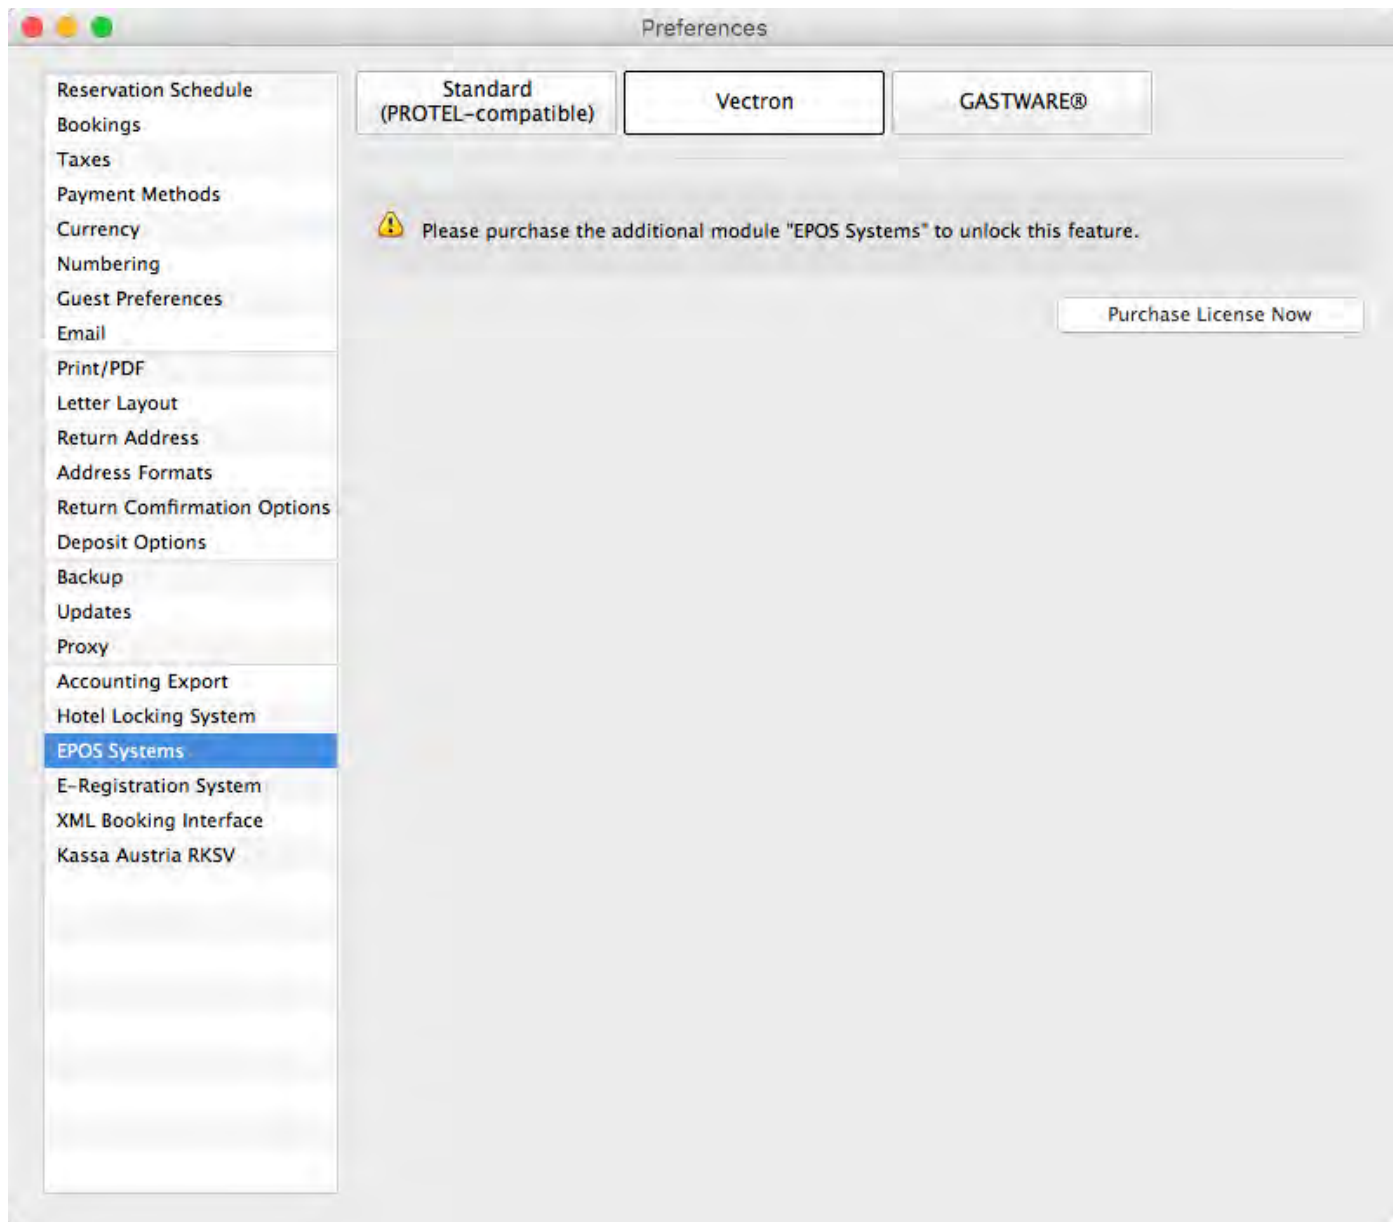 Preferences
Reservation Schedule
Bookings
Taxes
Payment Methods
Currency
Numbering
Guest Preferences
Email
Print/PDF
Letter Layout
Return Address
Address Formats
Return Comfirmation Options
Deposit Options
Backup
Updates
Proxy
Accounting Export
Hotel Locking System
EPOS Systems
E-Registration System
XML Booking Interface
Kassa Austria RKSV
Standard
(PROTEL-compatible)
Vectron
GASTWARE®
Please purchase the additional module "EPOS Systems" to unlock this feature.
Purchase License Now